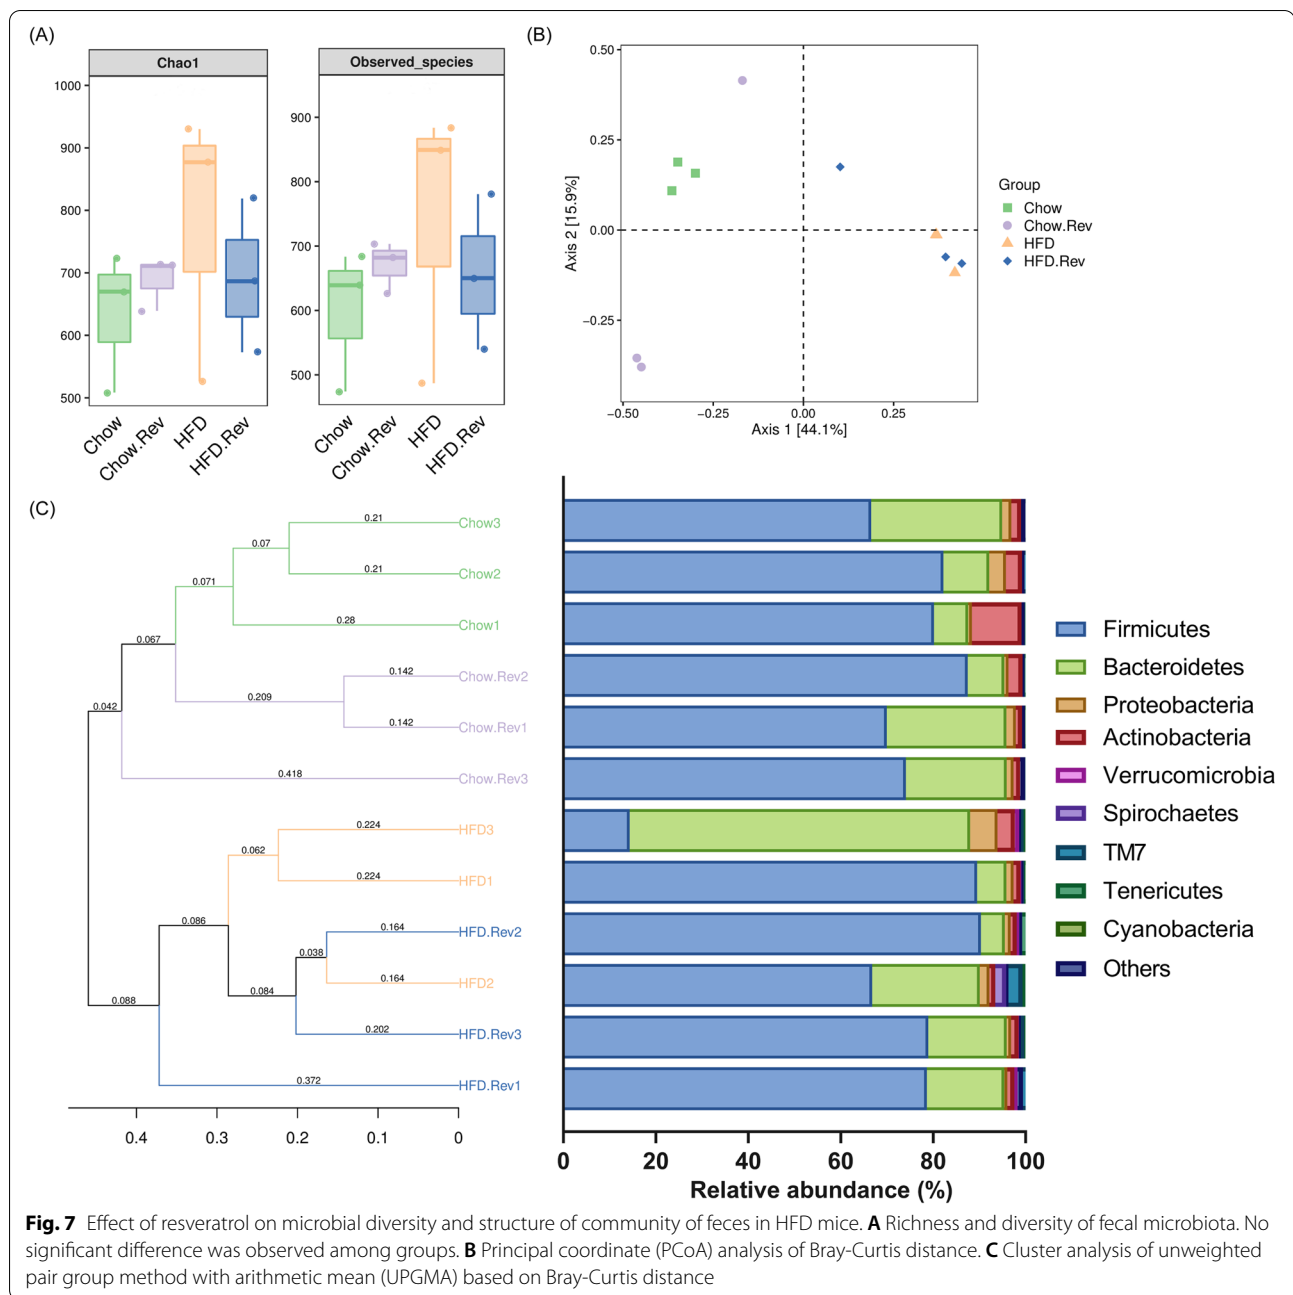 (A)
Chao1
Observed_species
1000
900
800
700
600
500
900
800
700
600
500
Chow
Chow.Rev
HFD
HFD.Rev
Chow
Chow.Rev
HFD
HFD.Rev
(B)
0.50
0.25
0.00
−0.25
Axis 2 [15.9%]
−0.50
−0.25
0.00
0.25
Axis 1 [44.1%]
Group
Chow
Chow.Rev
HFD
HFD.Rev
(C)
0.21
Chow3
0.07
0.21
Chow2
0.071
0.28
Chow1
0.067
0.142
Chow.Rev2
0.209
0.142
Chow.Rev1
0.042
0.418
Chow.Rev3
0.224
HFD3
0.062
0.224
HFD1
0.086
0.164
HFD.Rev2
0.038
0.164
HFD2
0.084
0.088
0.202
HFD.Rev3
0.372
HFD.Rev1
0.4
0.3
0.2
0.1
0
Firmicutes
Bacteroidetes
Proteobacteria
Actinobacteria
Verrucomicrobia
Spirochaetes
TM7
Tenericutes
Cyanobacteria
Others
0
20
40
60
80
100
Relative abundance (%)
Fig. 7 Effect of resveratrol on microbial diversity and structure of community of feces in HFD mice. A Richness and diversity of fecal microbiota. No
significant difference was observed among groups. B Principal coordinate (PCoA) analysis of Bray-Curtis distance. C Cluster analysis of unweighted
pair group method with arithmetic mean (UPGMA) based on Bray-Curtis distance